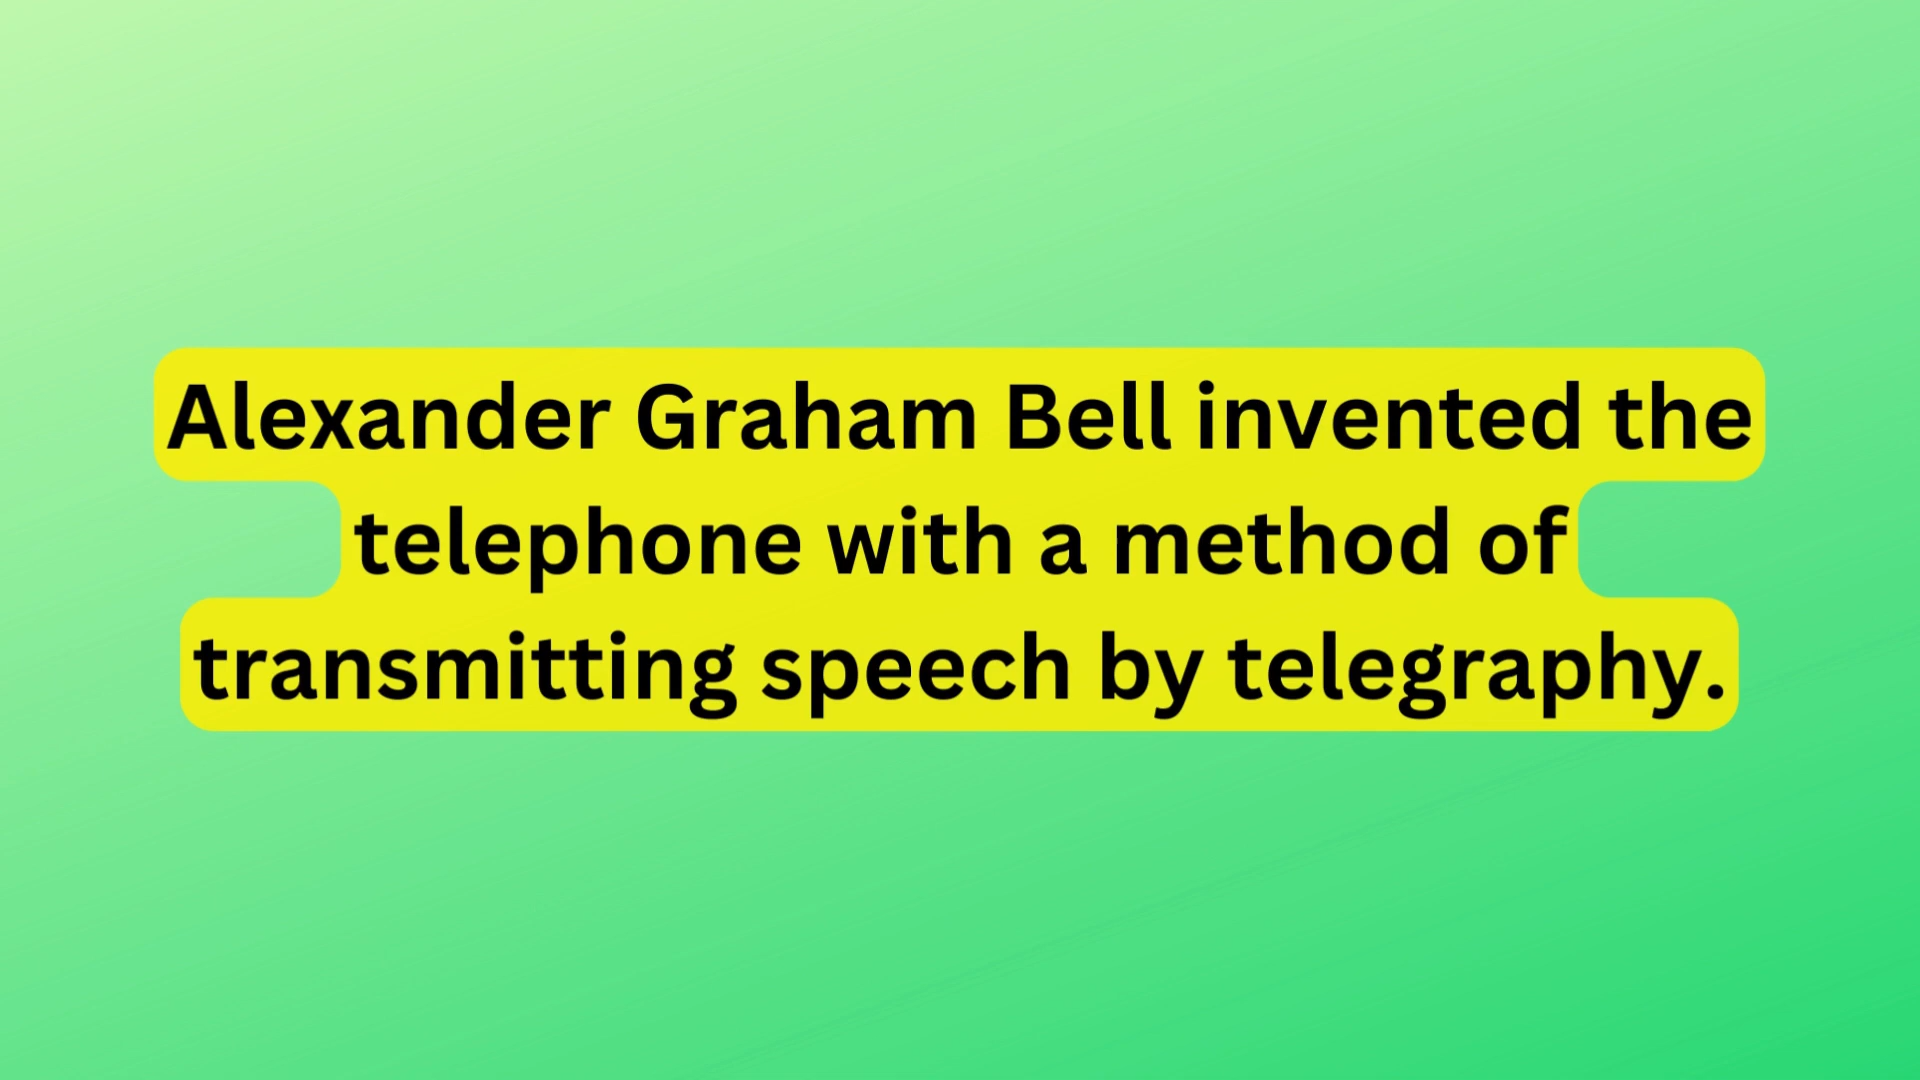 Alexander Graham Bell invented the
telephone with a method of
transmitting speech by telegraphy.